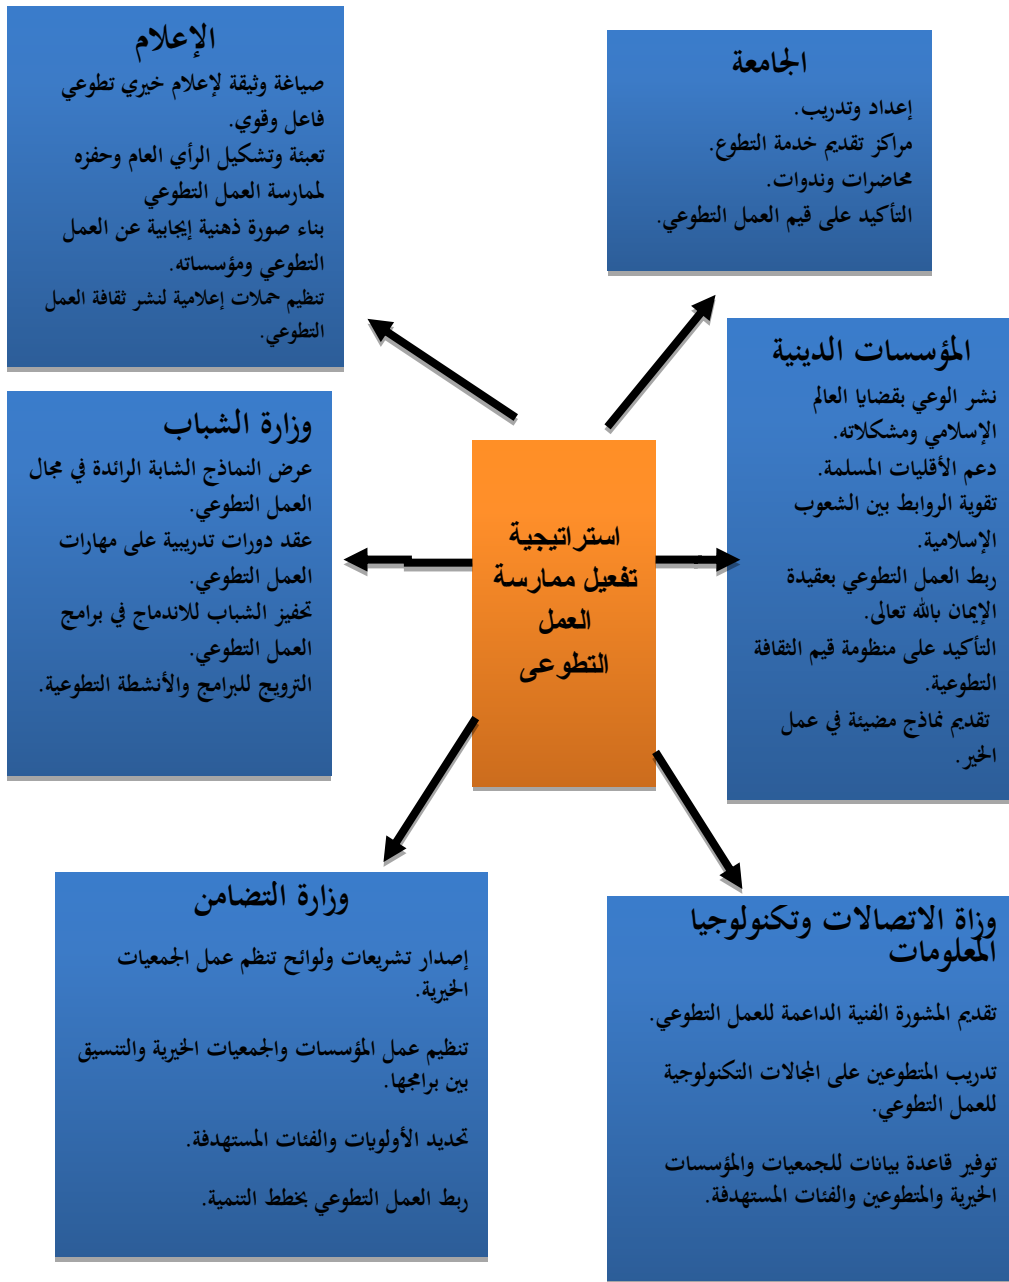 الإعلام
صياغة وثيقة لإعلام خيري تطوعي
فاعل وقوي.
تعبئة وتشكيل الرأي العام وحفزه
لممارسة العمل التطوعي
بناء صورة ذهنية إيجابية عن العمل
التطوعي ومؤسساته.
تنظيم حملات إعلامية لنشر ثقافة العمل
التطوعي.
الجامعة
إعداد وتدريب.
مراكز تقديم خدمة التطوع.
محاضرات وندوات.
التأكيد على قيم العمل التطوعي.
المؤسسات الدينية
نشر الوعي بقضايا العالم
الإسلامي ومشكلاته.
دعم الأقليات المسلمة.
تقوية الروابط بين الشعوب
الإسلامية.
ربط العمل التطوعي بعقيدة
الإيمان بالله تعالى.
التأكيد على منظومة قيم الثقافة
التطوعية.
تقديم نماذج مضيئة في عمل
الخير.
وزارة الشباب
عرض النماذج الشابة الرائدة في مجال
العمل التطوعي.
عقد دورات تدريبية على مهارات
العمل التطوعي.
تحفيز الشباب للاندماج في برامج
العمل التطوعي.
الترويج للبرامج والأنشطة التطوعية.
استراتيجية
تفعيل ممارسة
العمل
التطوعى
وزارة التضامن
إصدار تشريعات ولوائح تنظم عمل الجمعيات
الخيرية.
تنظيم عمل المؤسسات والجمعيات الخيرية والتنسيق
بين برامجها.
تحديد الأولويات والفئات المستهدفة.
ربط العمل التطوعي بخطط التنمية.
وزاة الاتصالات وتكنولوجيا
المعلومات
تقديم المشورة الفنية الداعمة للعمل التطوعي.
تدريب المتطوعين على المجالات التكنولوجية
للعمل التطوعي.
توفير قاعدة بيانات للجمعيات والمؤسسات
الخيرية والمتطوعين والفئات المستهدفة.